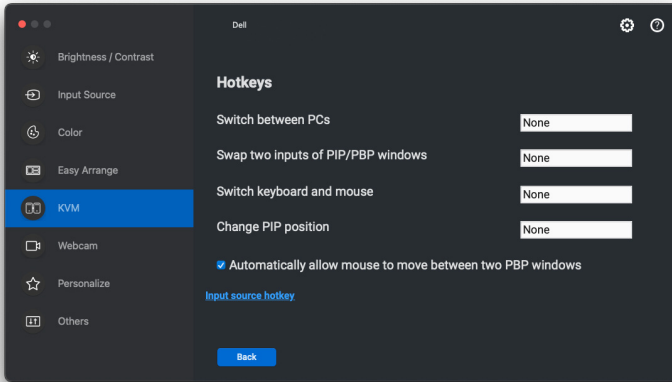 Dell
Brightness / Contrast
Input Source
Color
Easy Arrange
KVM
Webcam
Personalize
Others
Hotkeys
Switch between PCs
None
Swap two inputs of PIP/PBP windows
None
Switch keyboard and mouse
None
Change PIP position
None
Automatically allow mouse to move between two PBP windows
Input source hotkey
Back